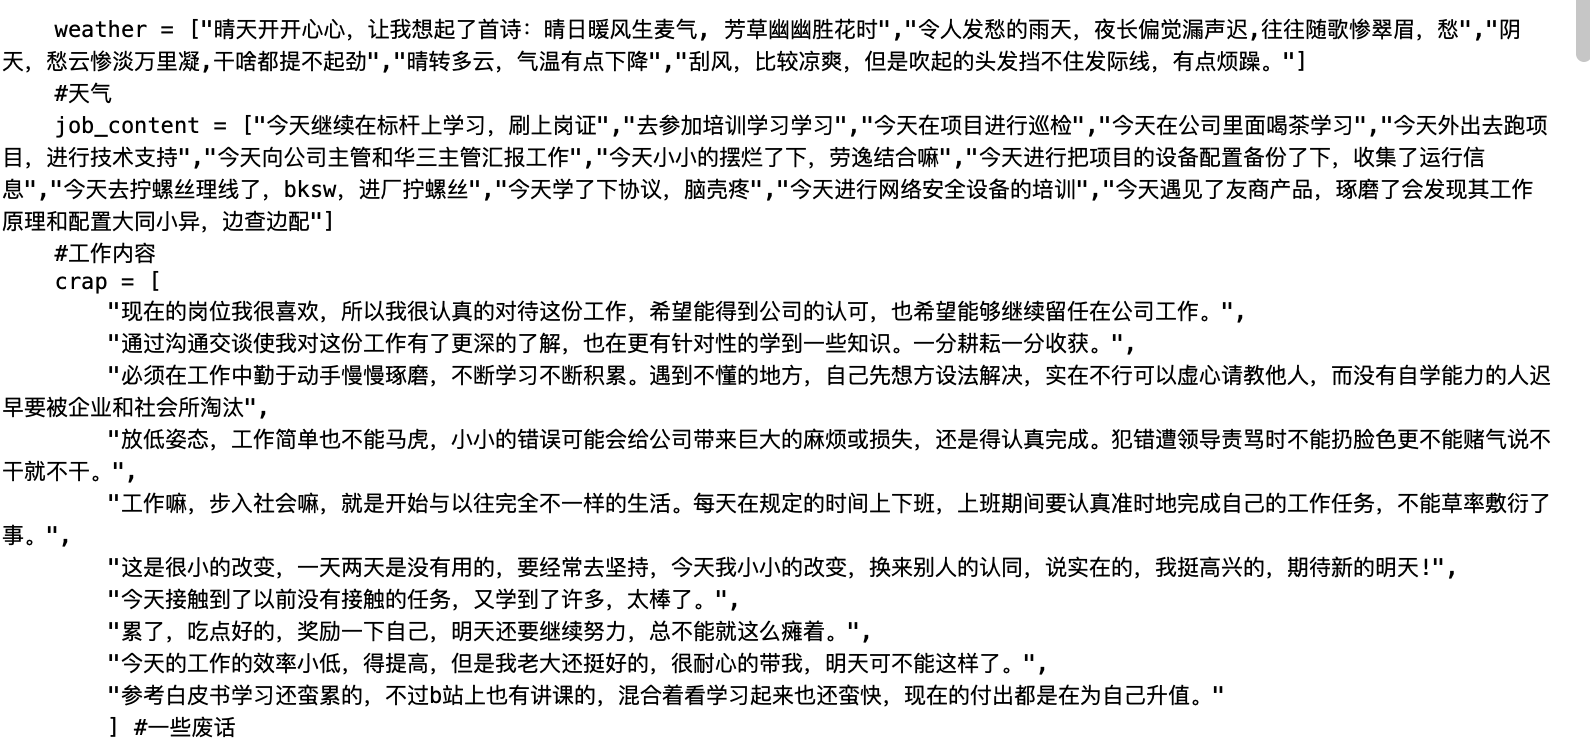 weather = ["晴天开开心心，让我想起了首诗：晴日暖风生麦气, 芳草幽幽胜花时","令人发愁的雨天，夜长偏觉漏声迟,往往随歌惨翠眉，愁","阴
天，愁云惨淡万里凝,干啥都提不起劲","晴转多云，气温有点下降","刮风，比较凉爽，但是吹起的头发挡不住发际线，有点烦躁。"]
#天气
job_content = ["今天继续在标杆上学习，刷上岗证","去参加培训学习学习","今天在项目进行巡检","今天在公司里面喝茶学习","今天外出去跑项
目，进行技术支持","今天向公司主管和华三主管汇报工作","今天小小的摆烂了下，劳逸结合嘛","今天进行把项目的设备配置备份了下，收集了运行信
息","今天去拧螺丝理线了，bksw，进厂拧螺丝","今天学了下协议，脑壳疼","今天进行网络安全设备的培训","今天遇见了友商产品，琢磨了会发现其工作
原理和配置大同小异，边查边配"]
#工作内容
crap = [
"现在的岗位我很喜欢，所以我很认真的对待这份工作，希望能得到公司的认可，也希望能够继续留任在公司工作。",
"通过沟通交谈使我对这份工作有了更深的了解，也在更有针对性的学到一些知识。一分耕耘一分收获。",
"必须在工作中勤于动手慢慢琢磨，不断学习不断积累。遇到不懂的地方，自己先想方设法解决，实在不行可以虚心请教他人，而没有自学能力的人迟
早要被企业和社会所淘汰",
"放低姿态，工作简单也不能马虎，小小的错误可能会给公司带来巨大的麻烦或损失，还是得认真完成。犯错遭领导责骂时不能扔脸色更不能赌气说不
干就不干。",
"工作嘛，步入社会嘛，就是开始与以往完全不一样的生活。每天在规定的时间上下班，上班期间要认真准时地完成自己的工作任务，不能草率敷衍了
事。",
"这是很小的改变，一天两天是没有用的，要经常去坚持，今天我小小的改变，换来别人的认同，说实在的，我挺高兴的，期待新的明天!",
"今天接触到了以前没有接触的任务，又学到了许多，太棒了。",
"累了，吃点好的，奖励一下自己，明天还要继续努力，总不能就这么瘫着。",
"今天的工作的效率小低，得提高，但是我老大还挺好的，很耐心的带我，明天可不能这样了。",
"参考白皮书学习还蛮累的，不过b站上也有讲课的，混合着看学习起来也还蛮快，现在的付出都是在为自己升值。"
] #一些废话